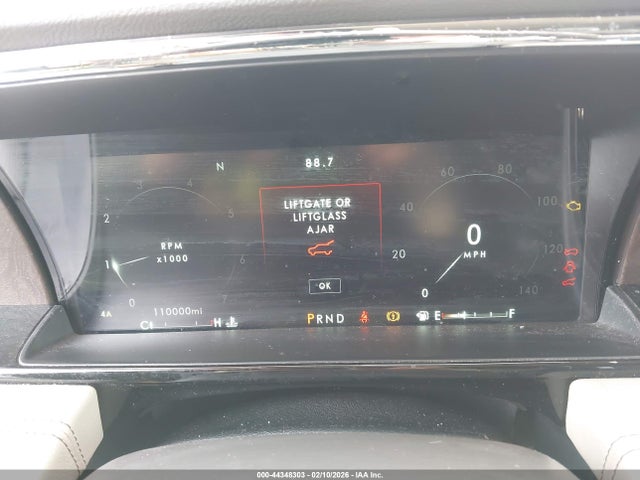 N
88.7
3
4
2
5
1
6
0
7
RPM
x1000
LIFTGATE OR
LIFTGLASS
AJAR
OK
60
80
40
100
20
120
0
140
0
MPH
4A
110000mi
C
H
PRND
E
F
000-44348303 - 02/10/2026 - IAA Inc.